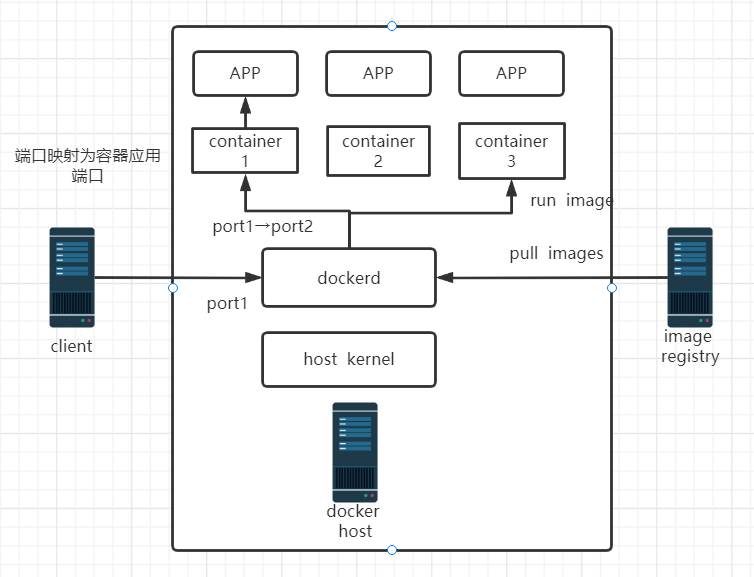 APP
APP
APP
container
1
container
2
container
3
端口映射为容器应用
端口
run image
port1→port2
pull images
dockerd
port1
client
image
registry
host kernel
docker
host